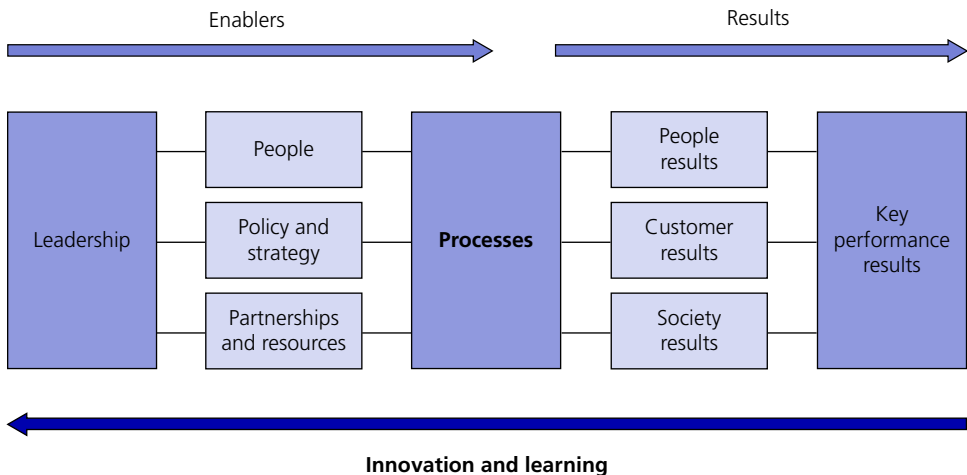 Enablers
Results
Leadership
People
Policy and
strategy
Partnerships
and resources
Processes
People
results
Customer
results
Society
results
Key
performance
results
Innovation and learning